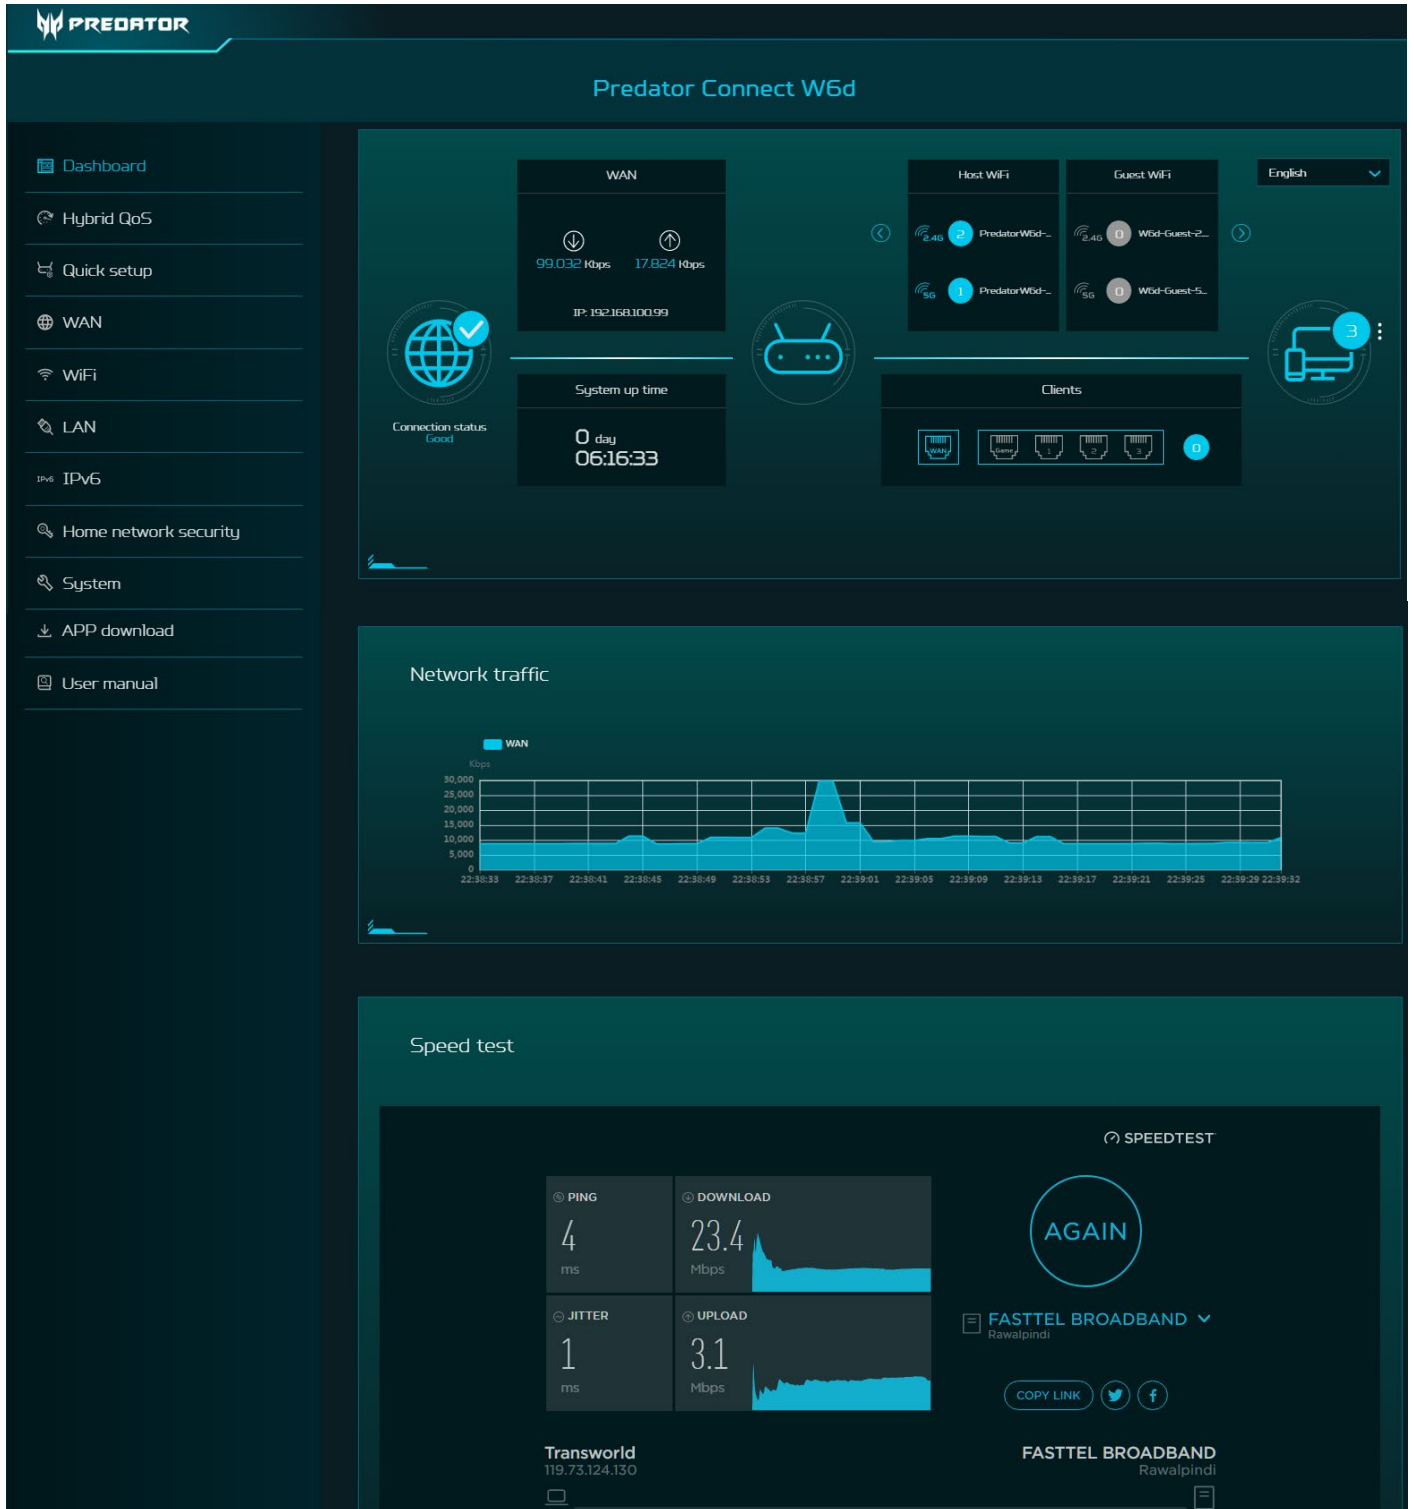 PREDATOR
Predator Connect W6d
Dashboard
Hybrid QoS
Quick setup
WAN
WiFi
LAN
IPv6 IPv6
Home network security
System
APP download
User manual
English
WAN
99.032 Kbps 17.824 Kbps
IP: 192.168.100.99
Connection status
Good
System up time
0 day
06:16:33
Host WiFi
2.4G 2 PredatorW6d-...
5G 1 PredatorW6d-...
Guest WiFi
2.4G 0 W6d-Guest-2...
5G 0 W6d-Guest-5...
3
Clients
WAN Game 1 2 3 0
Network traffic
WAN
Kbps
30,000
25,000
20,000
15,000
10,000
5,000
0
22:38:33 22:38:37 22:38:41 22:38:45 22:38:49 22:38:53 22:38:57 22:39:01 22:39:05 22:39:09 22:39:13 22:39:17 22:39:21 22:39:25 22:39:29 22:39:32
Speed test
SPEEDTEST
PING
4
ms
DOWNLOAD
23.4
Mbps
JITTER
1
ms
UPLOAD
3.1
Mbps
AGAIN
FASTTEL BROADBAND
Rawalpindi
COPY LINK
Transworld
119.73.124.130
FASTTEL BROADBAND
Rawalpindi